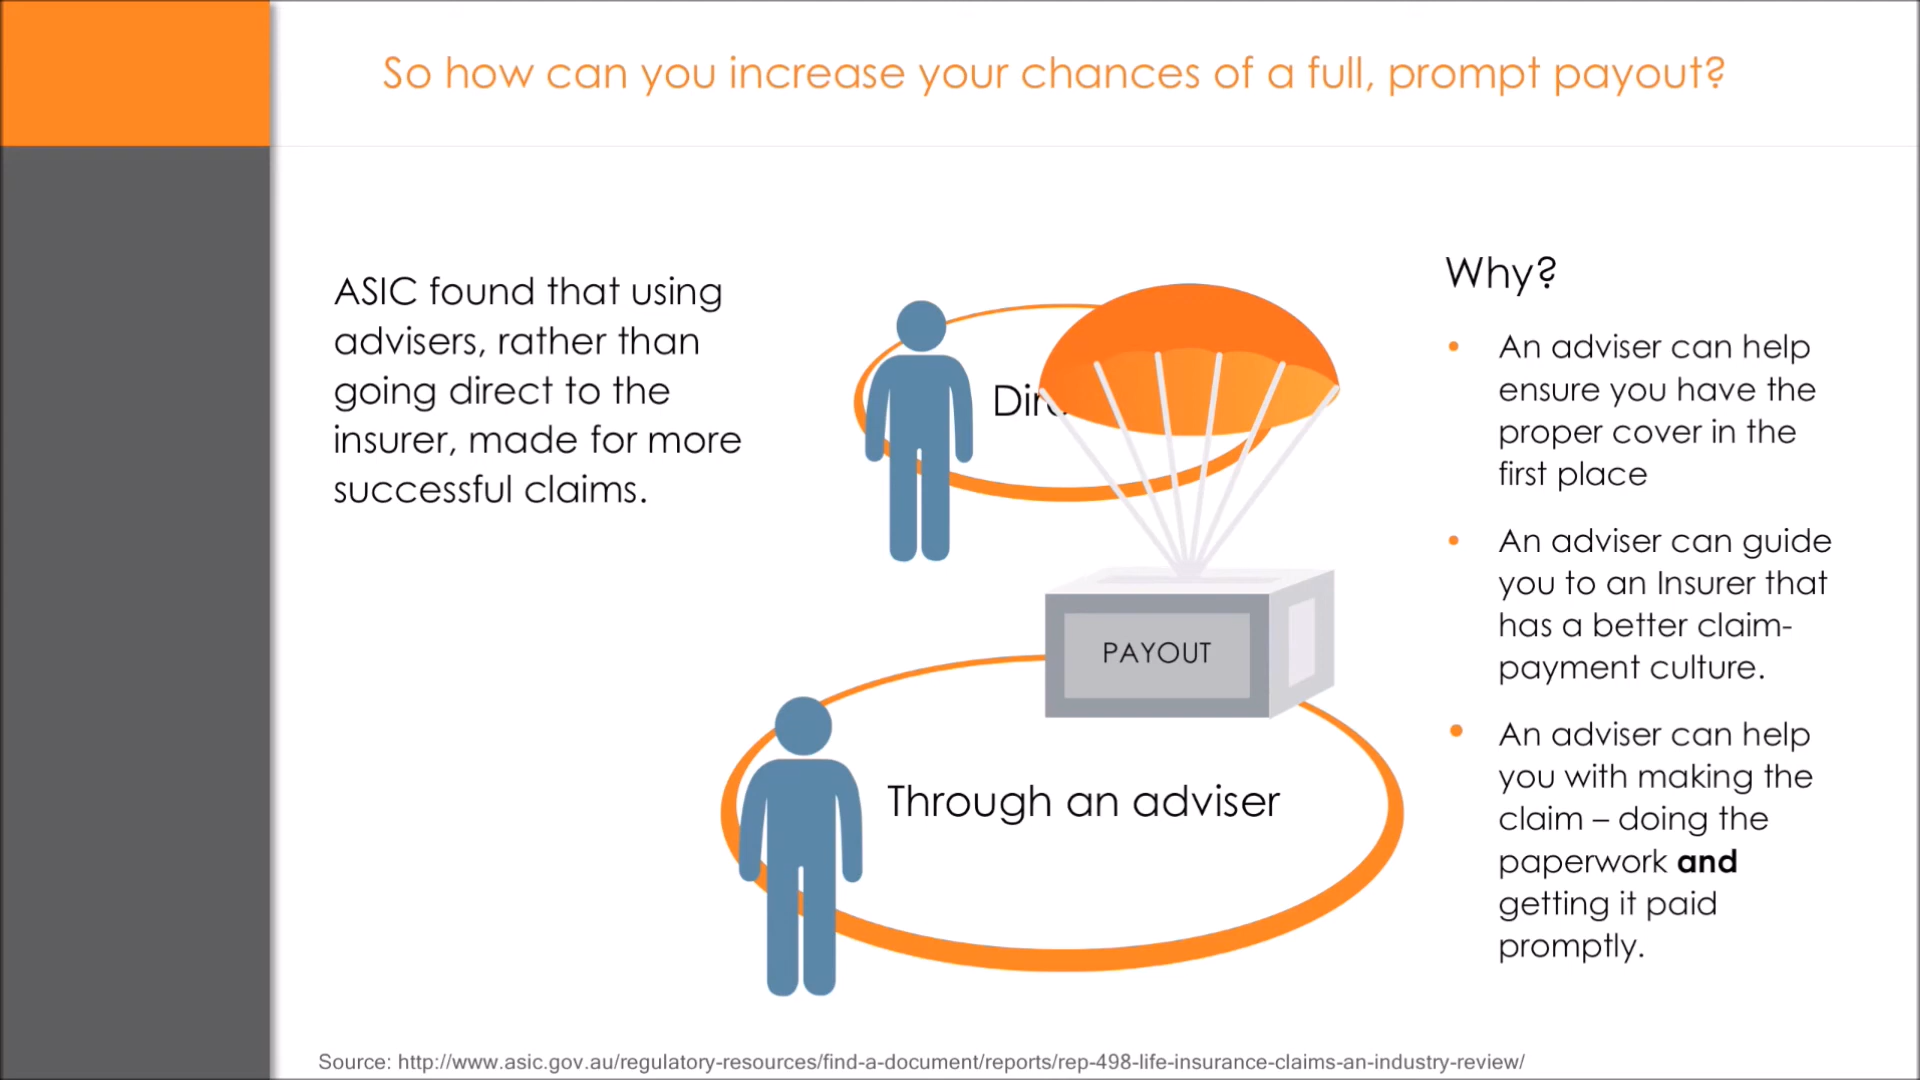 So how can you increase your chances of a full, prompt payout?
ASIC found that using
advisers, rather than
going direct to the
insurer, made for more
successful claims.
PAYOUT
Through an adviser
Why?
• An adviser can help
ensure you have the
proper cover in the
first place
• An adviser can guide
you to an Insurer that
has a better claim-
payment culture.
• An adviser can help
you with making the
claim – doing the
paperwork and
getting it paid
promptly.
Source: http://www.asic.gov.au/regulatory-resources/find-a-document/reports/rep-498-life-insurance-claims-an-industry-review/